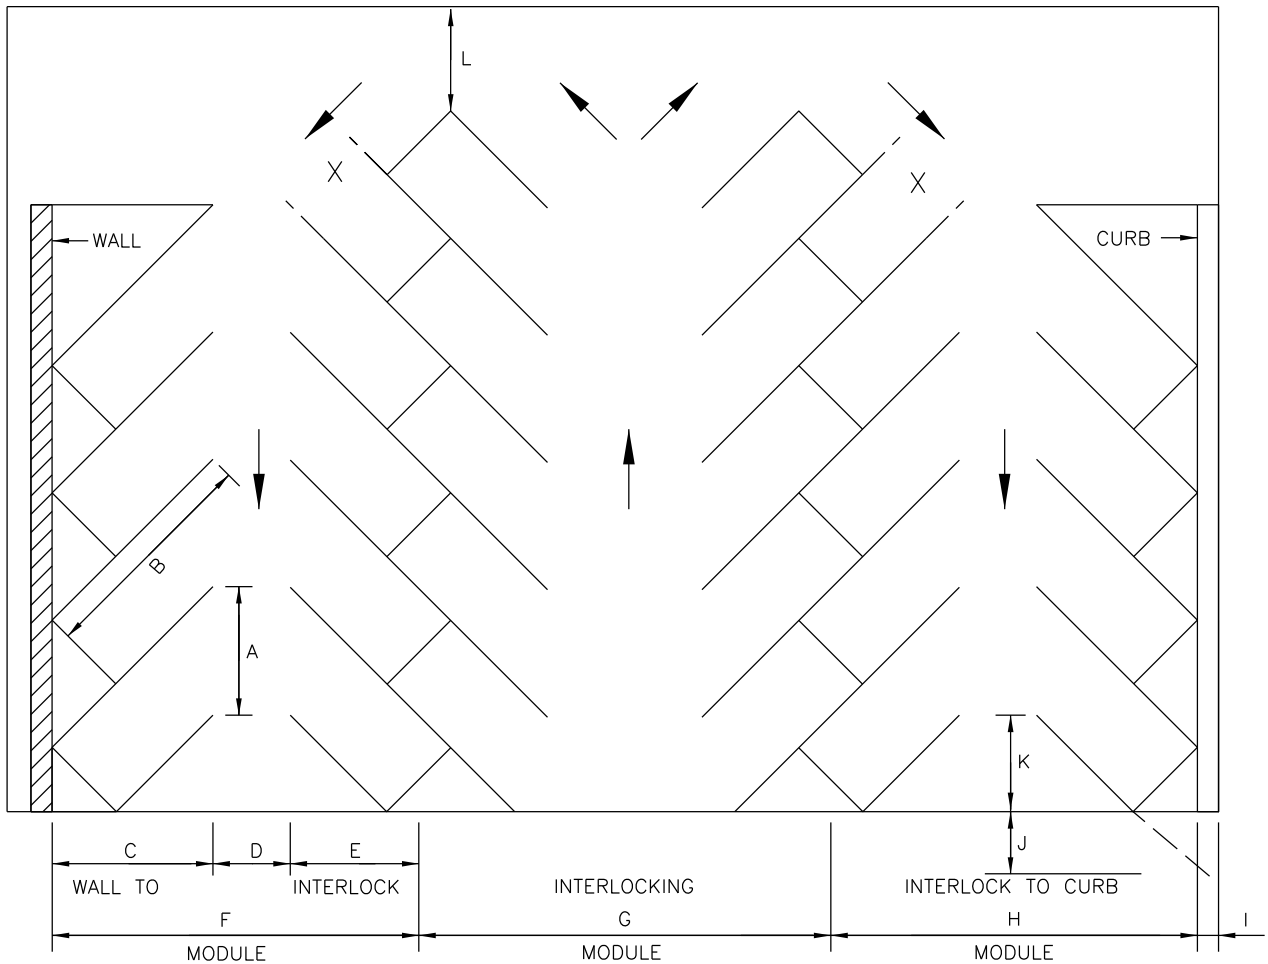 L
X
X
WALL
CURB
B
A
K
J
C D E
WALL TO INTERLOCK INTERLOCKING INTERLOCK TO CURB
F G H I
MODULE MODULE MODULE